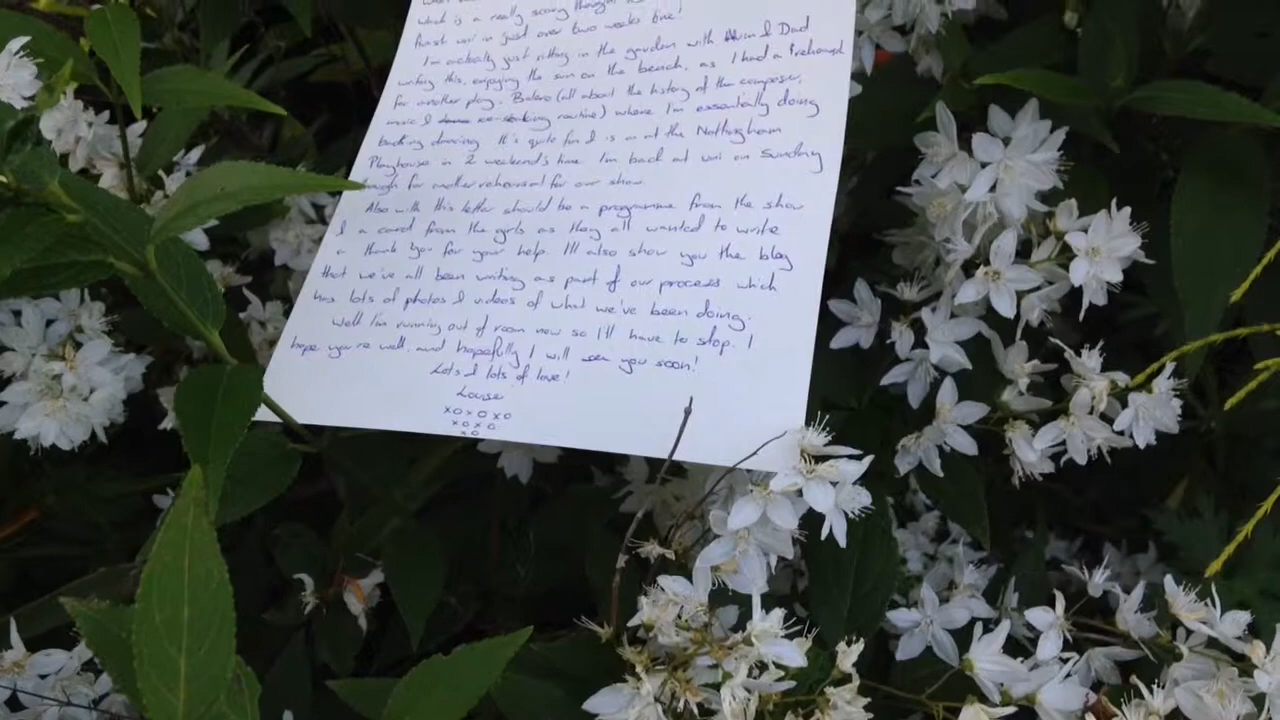 which is a really scary thought
in just over two weeks time!
I'm actually just sitting in the garden with Mum & Dad
writing this, enjoying the sun on the bench, as I had a rehearsal
for another play. Bolero (all about the history of the composer,
music & routine) where I'm essentially doing
backing dancing. It's quite fun & is on at the Nottingham
Playhouse in 2 weekend's time. I'm back at uni on Sunday
though for another rehearsal for our show.
Also with this letter should be a programme from the show
& a card from the girls as they all wanted to write
a thank you for your help. I'll also show you the blog
that we've all been writing as part of our process which
has lots of photos & videos of what we've been doing.
Well I'm running out of room now so I'll have to stop. I
hope you're well, and hopefully I will see you soon!
Lots & lots of love!
Louise
xoxoxo
xoxo
xo